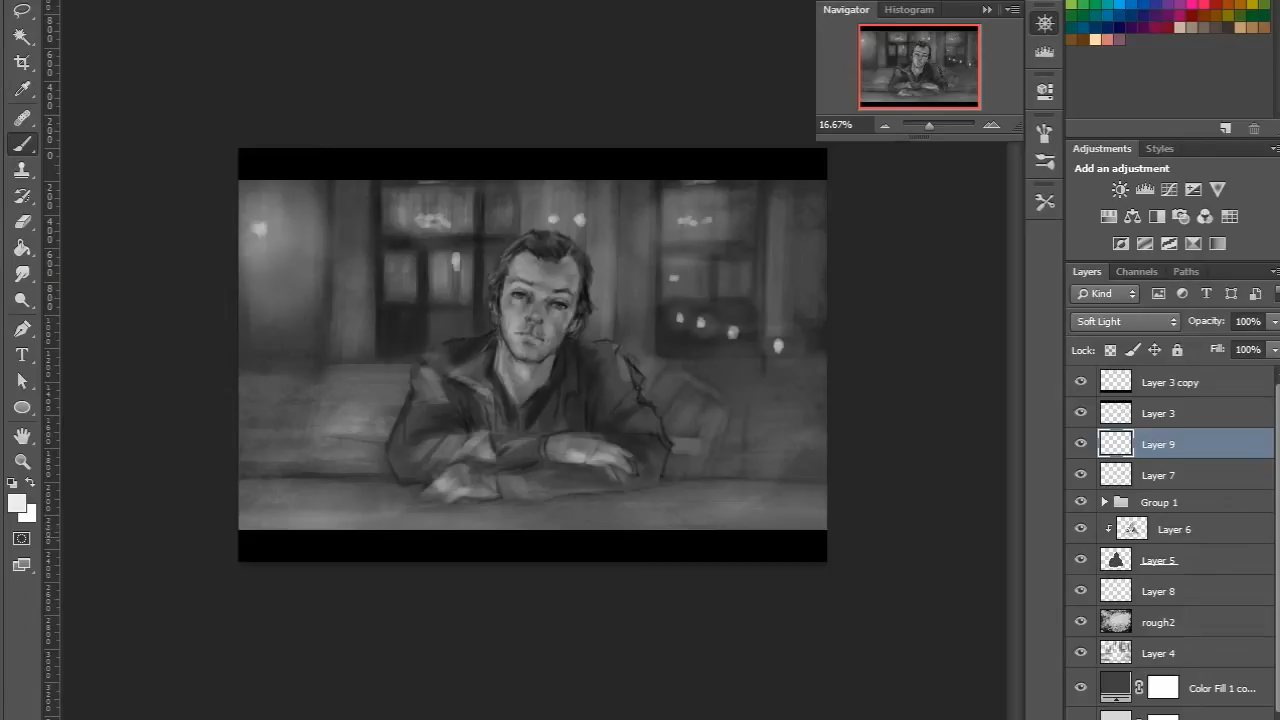 Navigator Histogram
16.67%
Adjustments Styles
Add an adjustment
Layers Channels Paths
Kind
Soft Light Opacity: 100%
Lock: Fill: 100%
Layer 3 copy
Layer 3
Layer 9
Layer 7
Group 1
Layer 6
Layer 5
Layer 8
rough2
Layer 4
Color Fill 1 co...